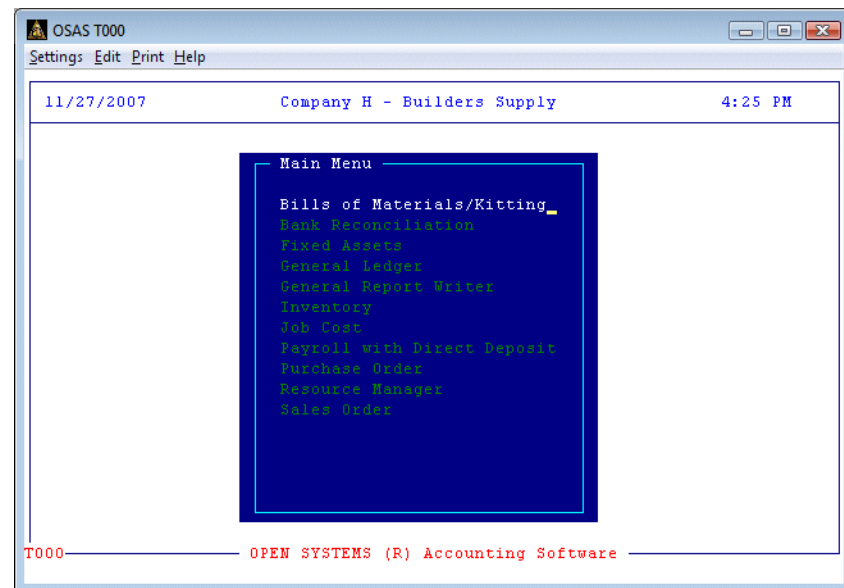 OSAS T000
Settings Edit Print Help
11/27/2007 Company H - Builders Supply 4:25 PM
Main Menu
Bills of Materials/Kitting
Bank Reconciliation
Fixed Assets
General Ledger
General Report Writer
Inventory
Job Cost
Payroll with Direct Deposit
Purchase Order
Resource Manager
Sales Order
T000 OPEN SYSTEMS (R) Accounting Software